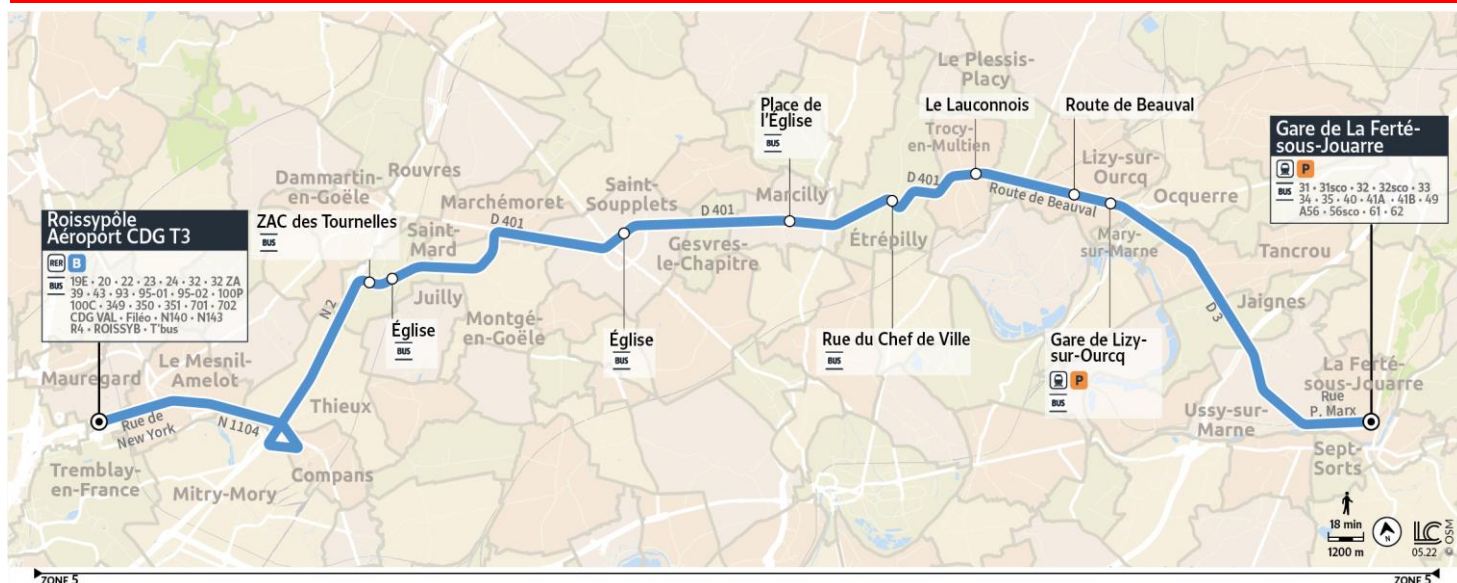 Roissypôle
Aéroport CDG T3
RER B
BUS
19E • 20 • 22 • 23 • 24 • 32 • 32 ZA
39 • 43 • 93 • 95-01 • 95-02 • 100P
100C • 349 • 350 • 351 • 701 • 702
CDG VAL • Filéo • N140 • N143
R4 • ROISSYB • T'bus
Mauregard
Le Mesnil-
Amelot
Rue de
New York
N 1104
Tremblay-
en-France
Mitry-Mory
Compans
Thieux
N 2
Dammartin-
en-Goële
Rouvres
ZAC des Tournelles
BUS
Saint-
Mard
Église
BUS
Juilly
Marchémoret
D 401
Montgé-
en-Goële
Saint-
Soupplets
Église
BUS
D 401
Gesvres-
le-Chapitre
Place de
l'Église
BUS
Marcilly
Étrépilly
Rue du Chef de Ville
BUS
D 401
Le Plessis-
Placy
Le Lauconnois
Trocy-
en-Multien
Route de Beauval
Route de Beauval
Lizy-sur-
Ourcq
Ocquerre
Mary-
sur-Marne
Gare de Lizy-
sur-Ourcq
P
BUS
D 3
Tancrou
Jaignes
Ussy-sur-
Marne
Gare de La Ferté-
sous-Jouarre
P
BUS
31 • 31sco • 32 • 32sco • 33
34 • 35 • 40 • 41A • 41B • 49
A56 • 56sco • 61 • 62
La Ferté-
sous-Jouarre
Rue
P. Marx
Sept-
Sorts
18 min
1200 m
N
LC
05.22
© OSM
ZONE 5
ZONE 5